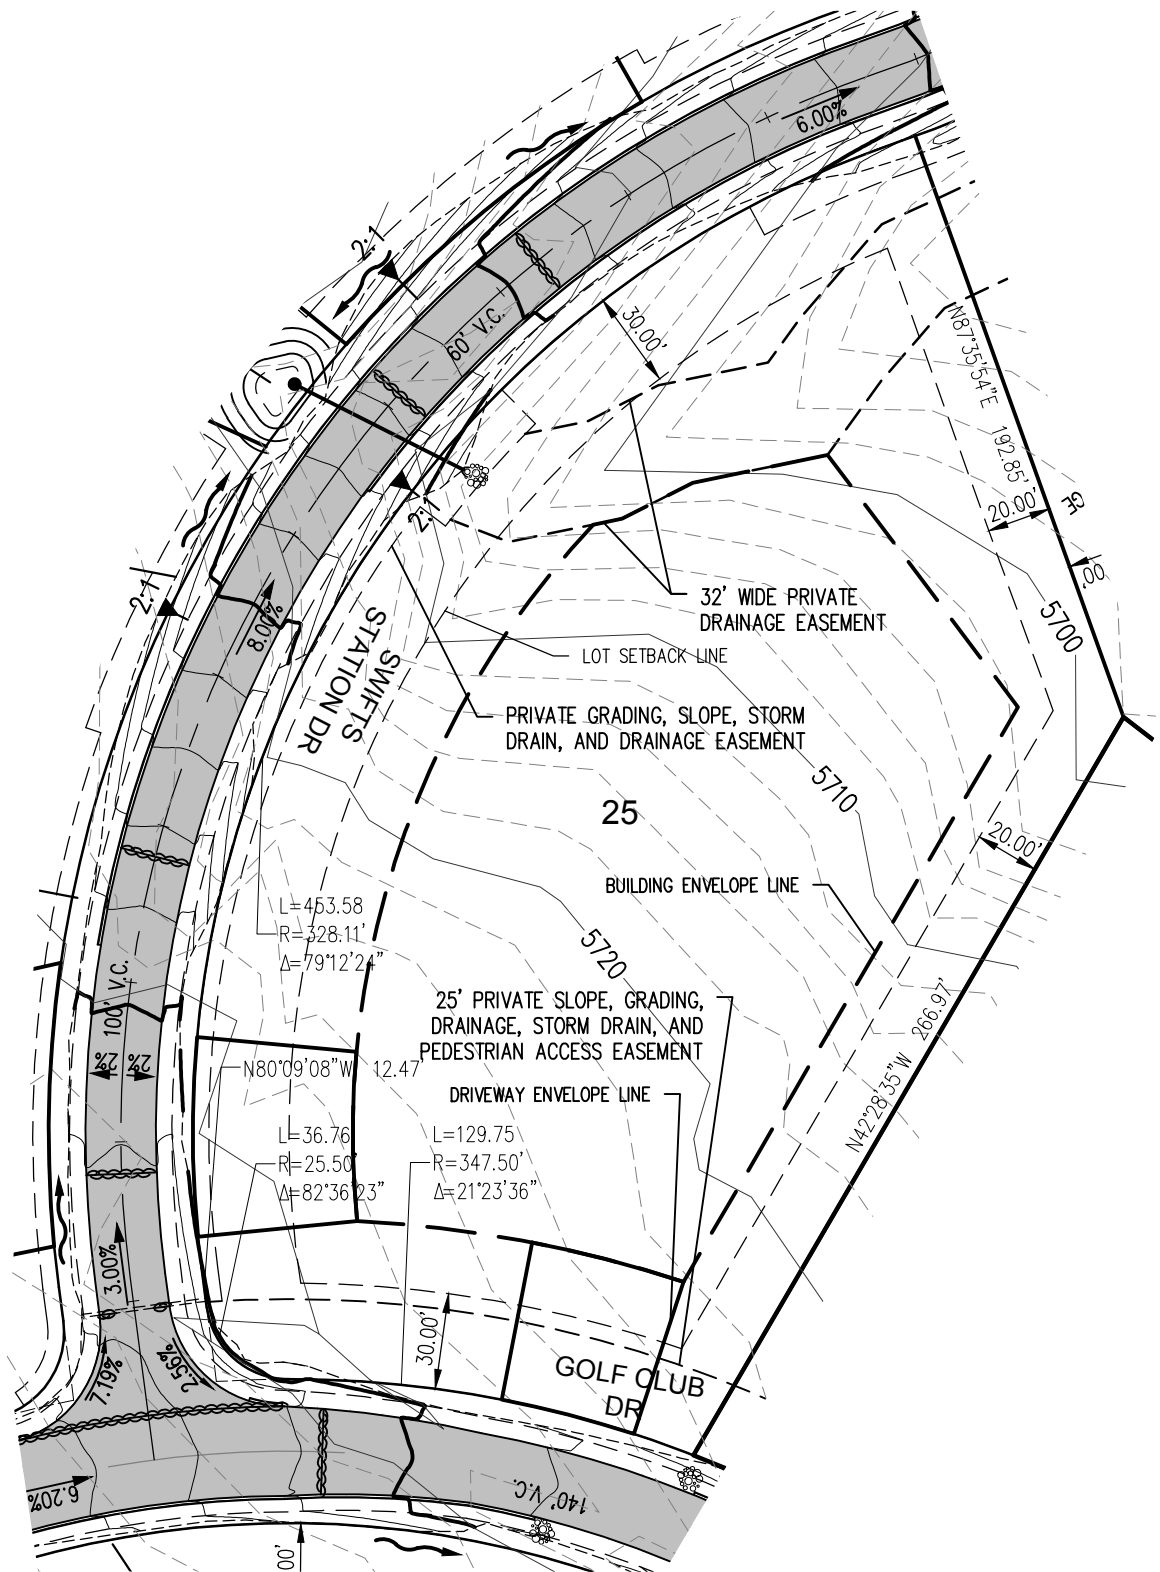 6.00%
2:1
60' V.C.
30.00'
N87°35'54"E 192.85'
20.00'
GE
00'
2:1
32' WIDE PRIVATE
DRAINAGE EASEMENT
5700
2:1
8.00%
LOT SETBACK LINE
SWIFTS
STATION DR
PRIVATE GRADING, SLOPE, STORM
DRAIN, AND DRAINAGE EASEMENT
5710
25
20.00'
BUILDING ENVELOPE LINE
L=453.58
R=328.11'
Δ=79°12'24"
5720
100' V.C.
25' PRIVATE SLOPE, GRADING,
DRAINAGE, STORM DRAIN, AND
PEDESTRIAN ACCESS EASEMENT
N42°28'35"W 266.97'
2%
2%
N80°09'08"W 12.47'
DRIVEWAY ENVELOPE LINE
L=36.76
R=25.50'
Δ=82°36'23"
L=129.75
R=347.50'
Δ=21°23'36"
3.00%
30.00'
7.19%
2.56%
GOLF CLUB
DR
6.20%
140' V.C.
00'